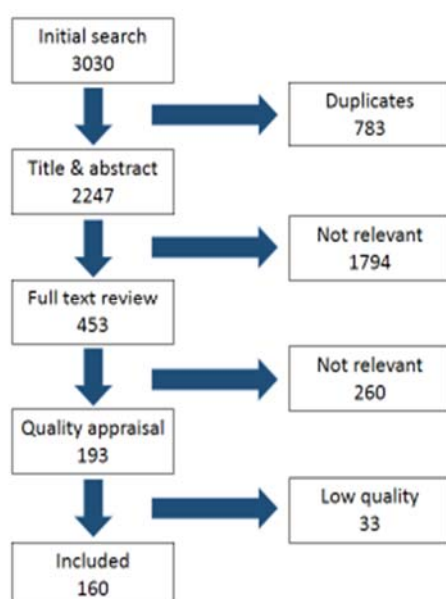 Initial search
3030
Duplicates
783
Title & abstract
2247
Not relevant
1794
Full text review
453
Not relevant
260
Quality appraisal
193
Low quality
33
Included
160